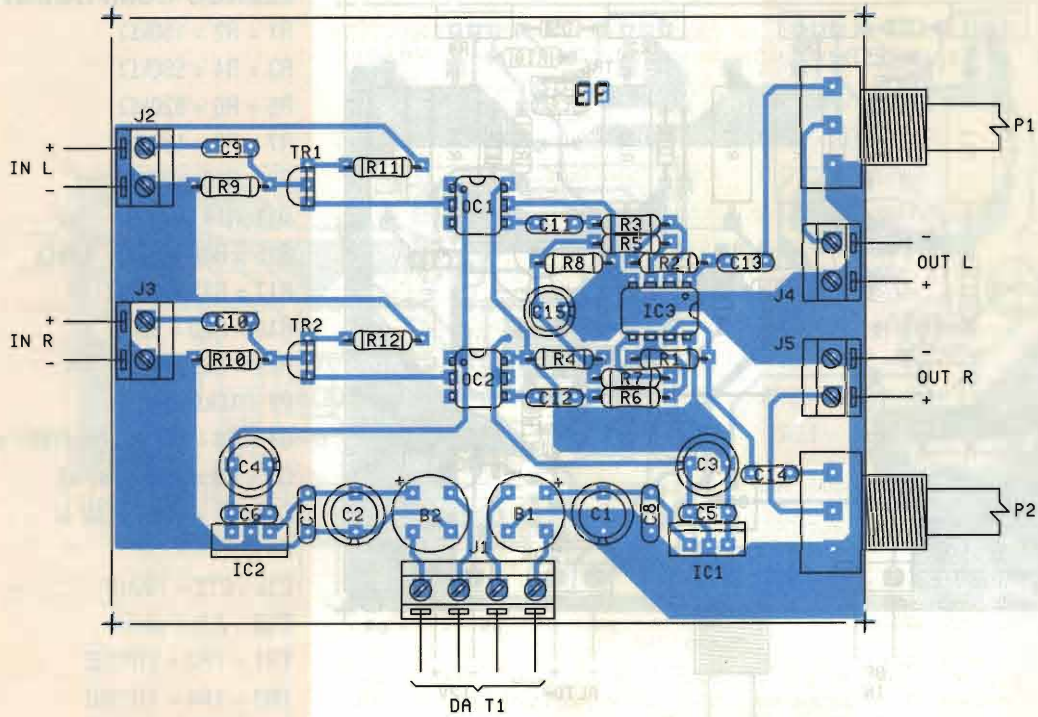 EF
P1
J2
+
IN L
-
C9
R9
TR1
R11
OC1
C11
R3
R5
R8
R2
C13
C15
IC3
J4
-
OUT L
+
J3
+
IN R
-
C10
R10
TR2
R12
OC2
R4
R1
R7
C12
R6
J5
-
OUT R
+
C4
C6
C7
C2
+
B2
B1
+
C1
C8
C3
C5
C14
P2
IC2
J1
IC1
DA T1